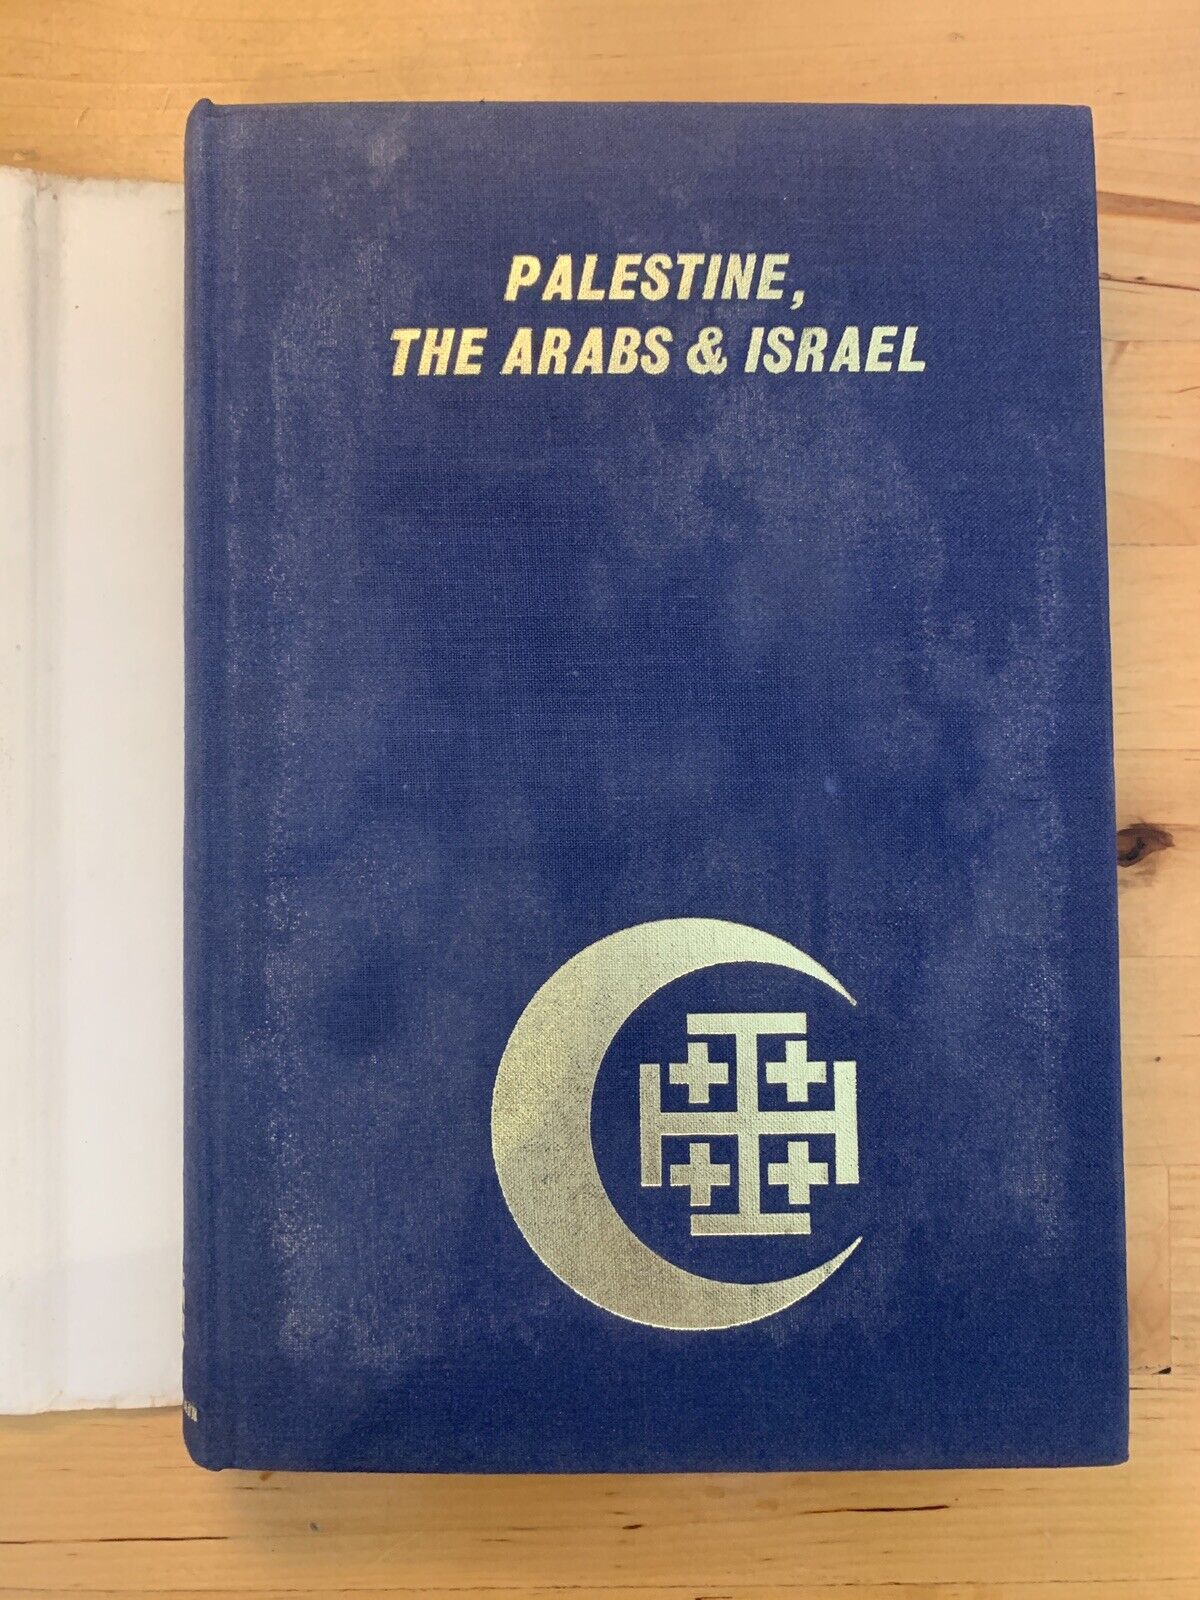 PALESTINE,
THE ARABS & ISRAEL